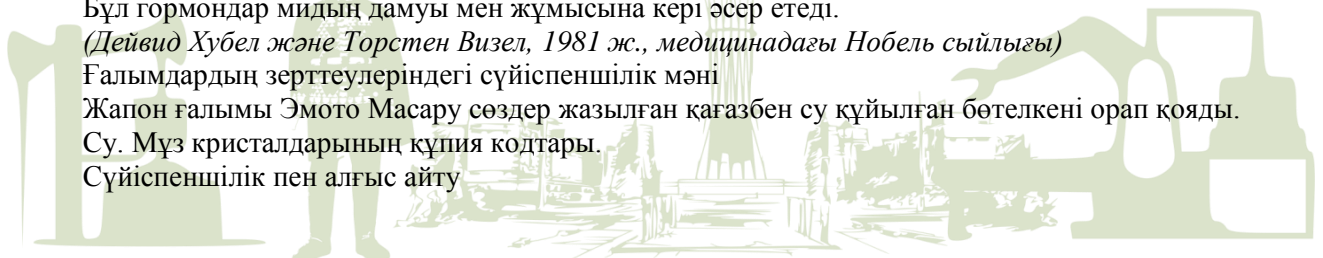 Бұл гормондар мидың дамуы мен жұмысына кері әсер етеді.
(Дейвид Хубел және Торстен Визел, 1981 ж., медицинадағы Нобель сыйлығы)
Ғалымдардың зерттеулеріндегі сүйіспеншілік мәні
Жапон ғалымы Эмото Масару сөздер жазылған қағазбен су құйылған бөтелкені орап қояды.
Су. Мұз кристалдарының құпия кодтары.
Сүйіспеншілік пен алғыс айту